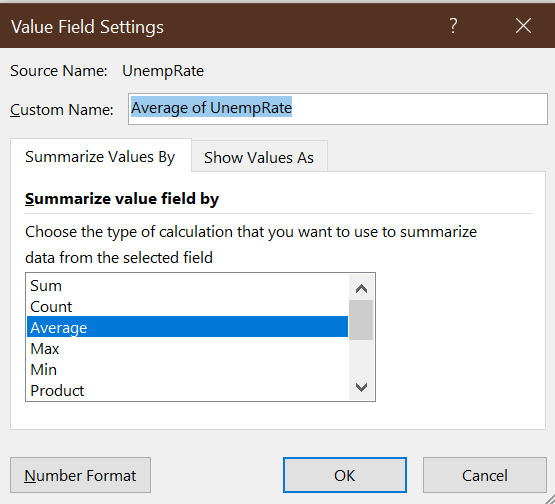 Value Field Settings
?
Source Name: UnempRate
Custom Name: Average of UnempRate
Summarize Values By Show Values As
Summarize value field by
Choose the type of calculation that you want to use to summarize
data from the selected field
Sum
Count
Average
Max
Min
Product
Number Format OK Cancel